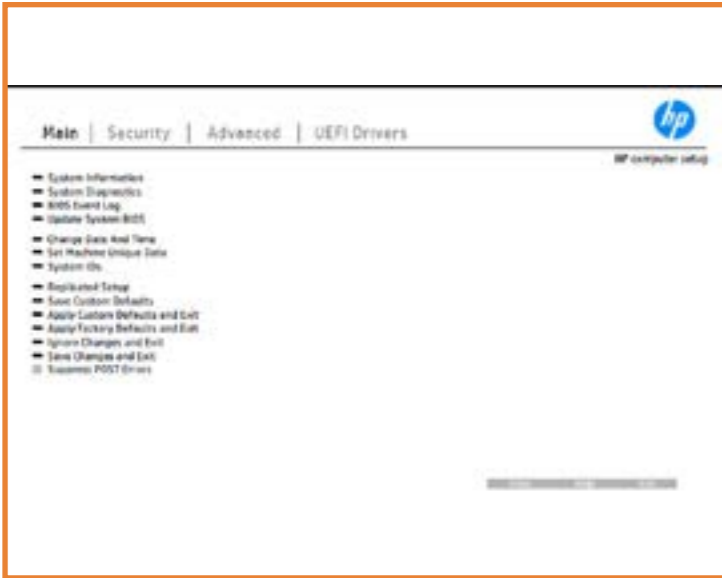 hp
Main | Security | Advanced | UEFI Drivers
HP computer setup
System Information
System Diagnostics
BIOS Event Log
Update System BIOS
Change Date And Time
Set Machine Unique Data
System IDs
Replicated Setup
Save Custom Defaults
Apply Custom Defaults and Exit
Apply Factory Defaults and Exit
Ignore Changes and Exit
Save Changes and Exit
Suppress POST Errors